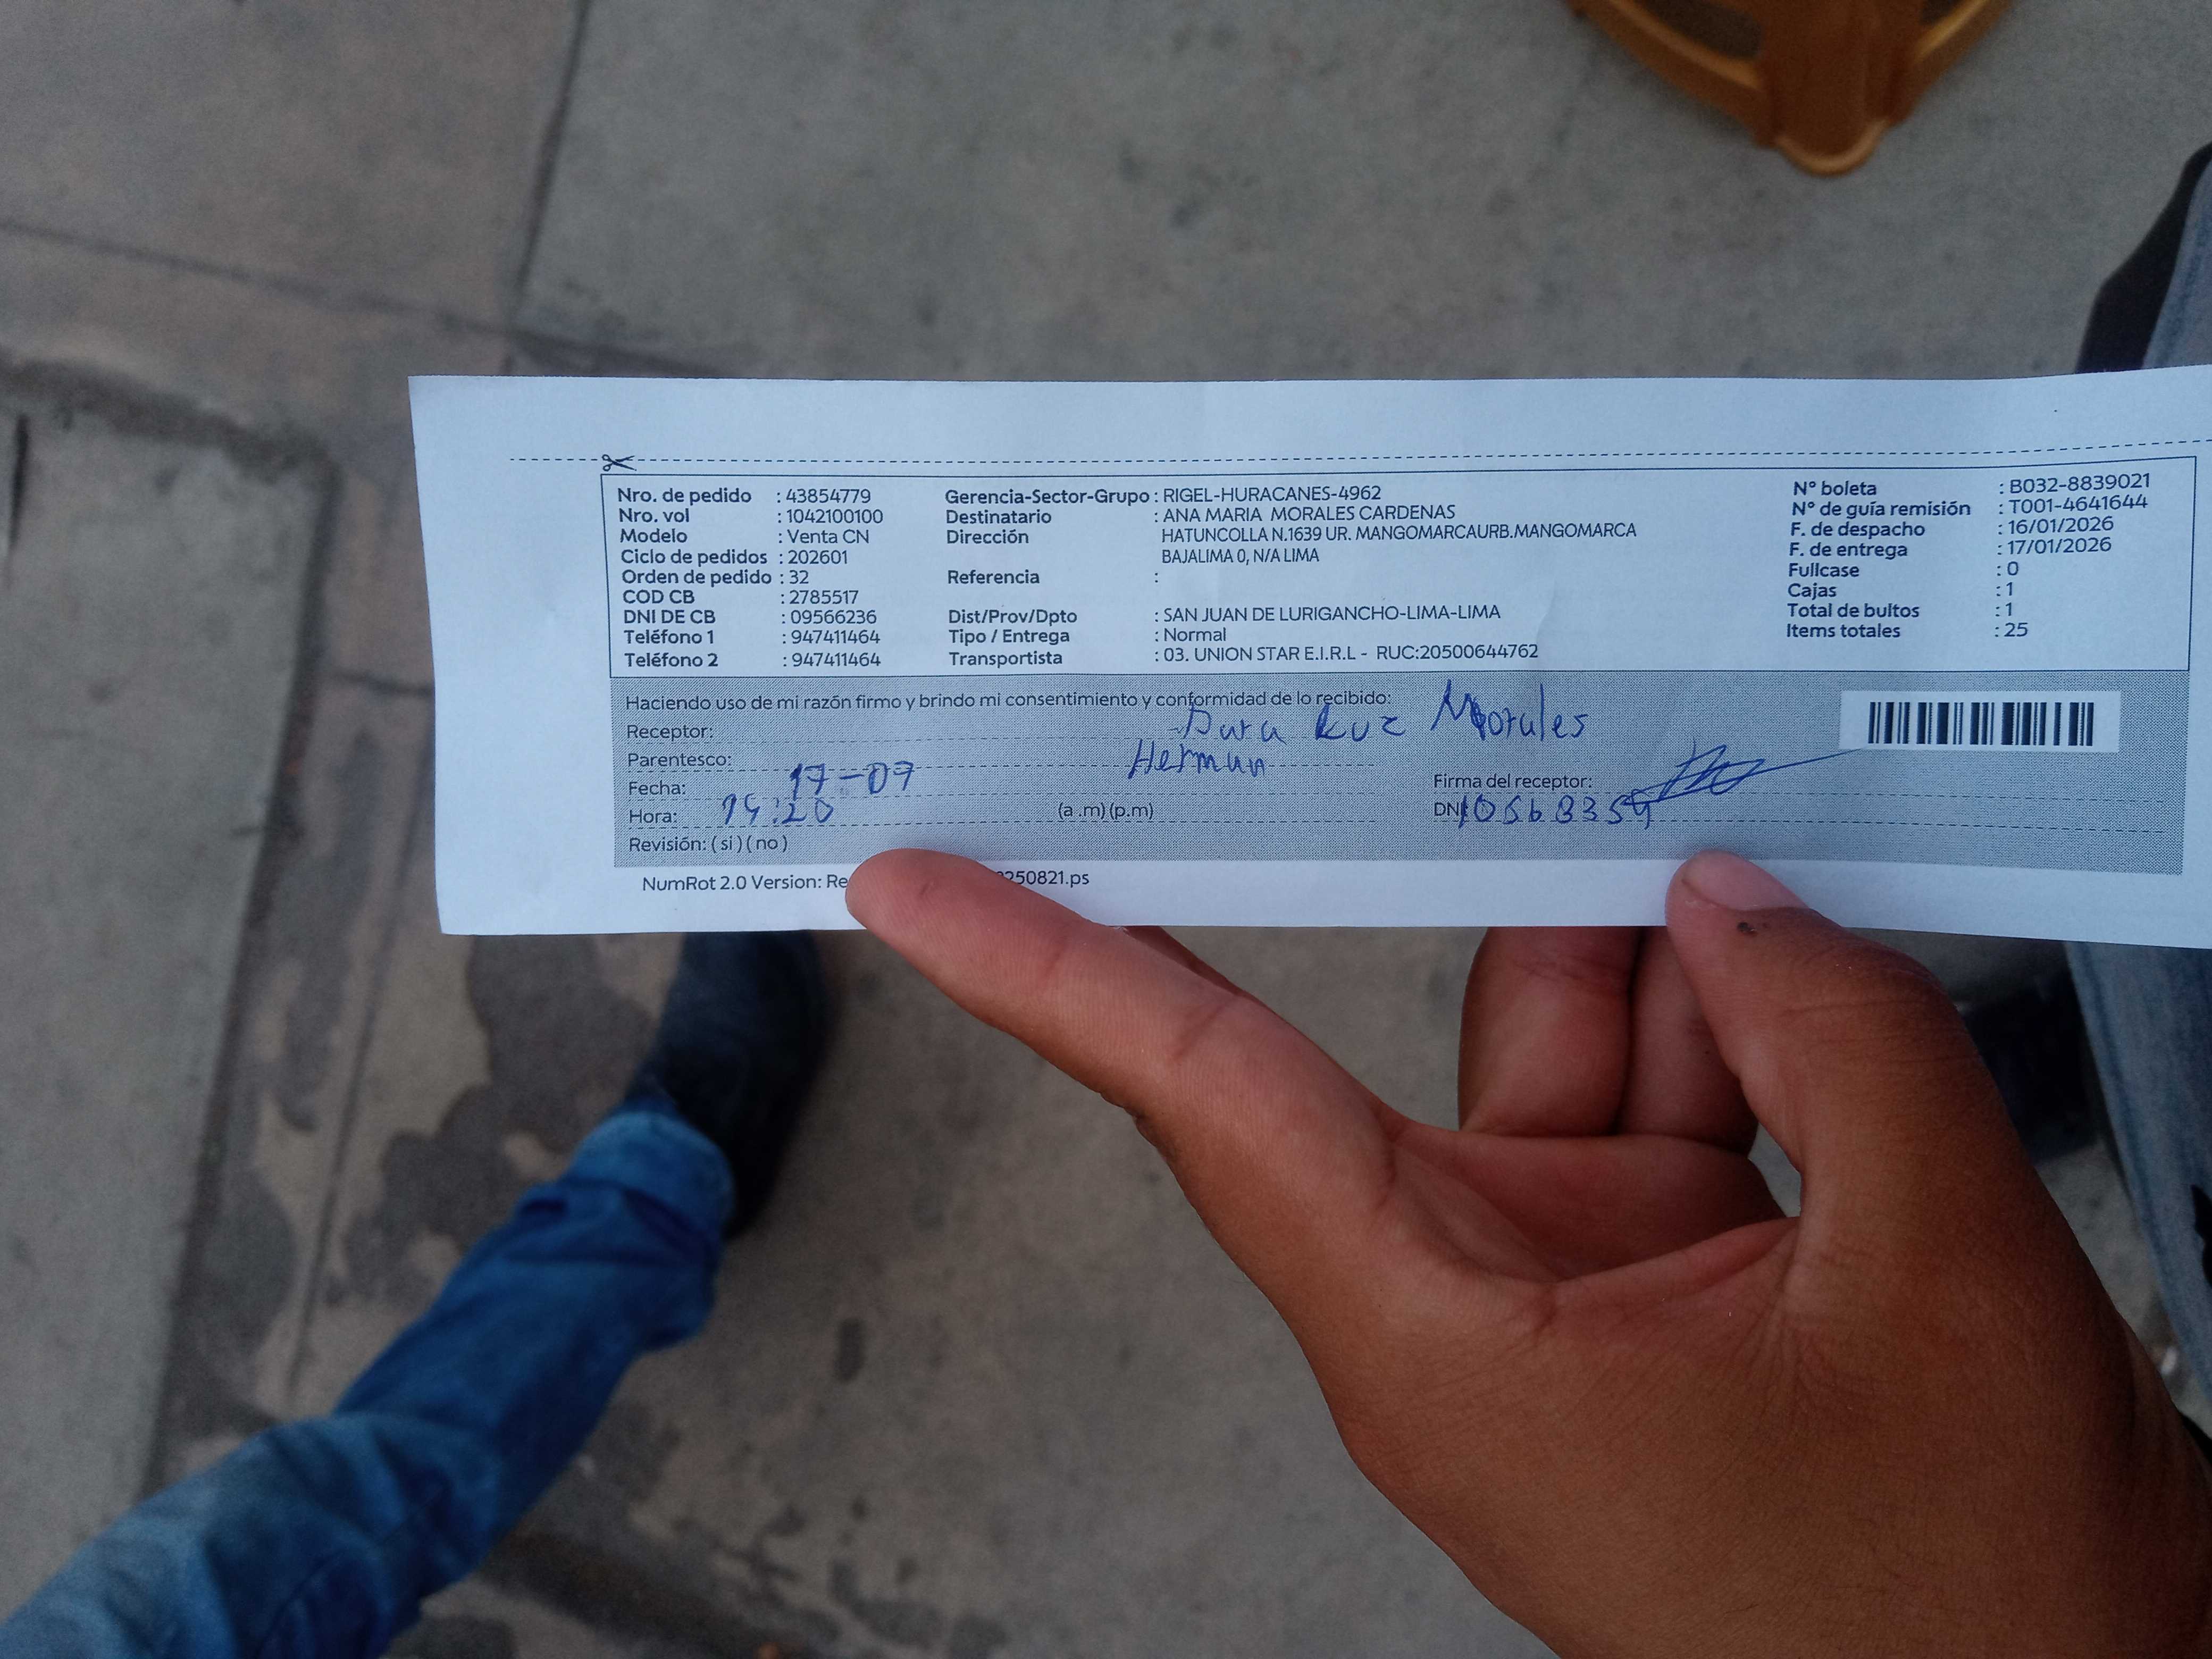 Nro. de pedido : 43854779
Nro. vol : 1042100100
Modelo : Venta CN
Ciclo de pedidos : 202601
Orden de pedido : 32
COD CB : 2785517
DNI DE CB : 09566236
Teléfono 1 : 947411464
Teléfono 2 : 947411464
Gerencia-Sector-Grupo : RIGEL-HURACANES-4962
Destinatario : ANA MARIA MORALES CARDENAS
Dirección HATUNCOLLA N.1639 UR. MANGOMARCAURB.MANGOMARCA
BAJALIMA 0, N/A LIMA
Referencia :
Dist/Prov/Dpto : SAN JUAN DE LURIGANCHO-LIMA-LIMA
Tipo / Entrega : Normal
Transportista : 03. UNION STAR E.I.R.L - RUC:20500644762
N° boleta : B032-8839021
N° de guía remisión : T001-4641644
F. de despacho : 16/01/2026
F. de entrega : 17/01/2026
Fullcase : 0
Cajas : 1
Total de bultos : 1
Items totales : 25
Haciendo uso de mi razón firmo y brindo mi consentimiento y conformidad de lo recibido:
Receptor: Luz Morales
Parentesco: Herman
Fecha: 17-07
Hora: :20 (a .m) (p.m)
Revisión: ( si ) ( no )
Firma del receptor:
DNI
NumRot 2.0 Version: Re 250821.ps